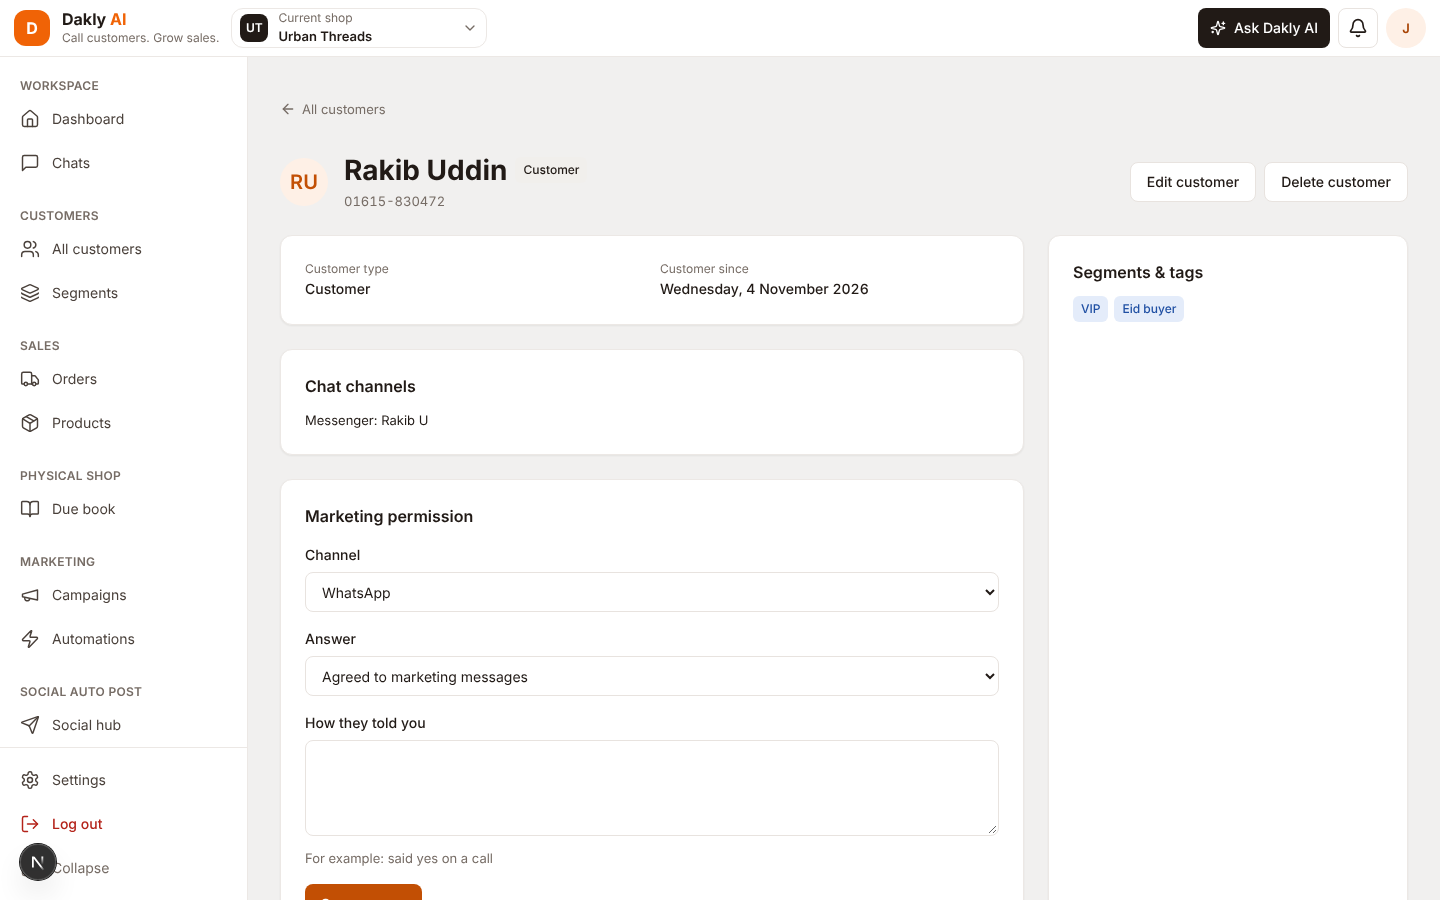 D
Dakly AI
Call customers. Grow sales.
UT
Current shop
Urban Threads
Ask Dakly AI
J
WORKSPACE
Dashboard
Chats
CUSTOMERS
All customers
Segments
SALES
Orders
Products
PHYSICAL SHOP
Due book
MARKETING
Campaigns
Automations
SOCIAL AUTO POST
Social hub
Settings
Log out
N
Collapse
All customers
RU
Rakib Uddin
Customer
01615-830472
Edit customer
Delete customer
Customer type
Customer
Customer since
Wednesday, 4 November 2026
Chat channels
Messenger: Rakib U
Marketing permission
Channel
WhatsApp
Answer
Agreed to marketing messages
How they told you
For example: said yes on a call
Segments & tags
VIP
Eid buyer